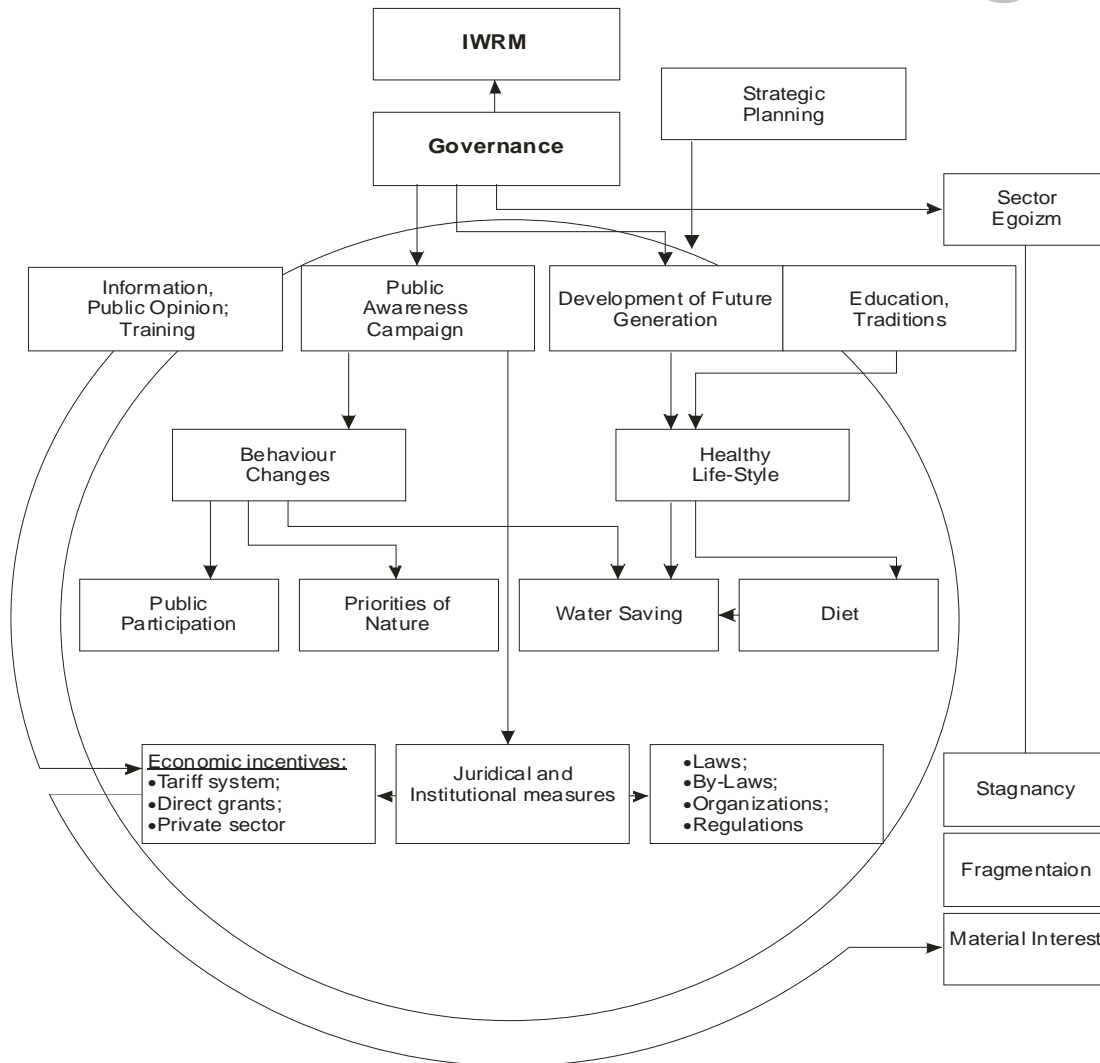 IWRM
Strategic
Planning
Governance
Sector
Egoizm
Information,
Public Opinion;
Training
Public
Awareness
Campaign
Development of Future
Generation
Education,
Traditions
Behaviour
Changes
Healthy
Life-Style
Public
Participation
Priorities of
Nature
Water Saving
Diet
Economic incentives:
•Tariff system;
•Direct grants;
•Private sector
Juridical and
Institutional measures
•Laws;
•By-Laws;
•Organizations;
•Regulations
Stagnancy
Fragmentaion
Material Interest